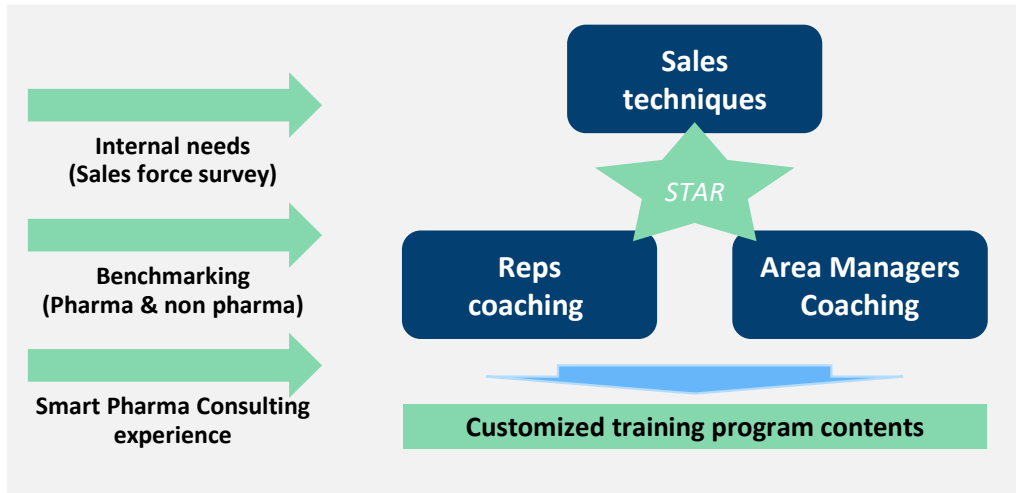 Internal needs
(Sales force survey)
Benchmarking
(Pharma & non pharma)
Smart Pharma Consulting
experience
Sales
techniques
STAR
Reps
coaching
Area Managers
Coaching
Customized training program contents